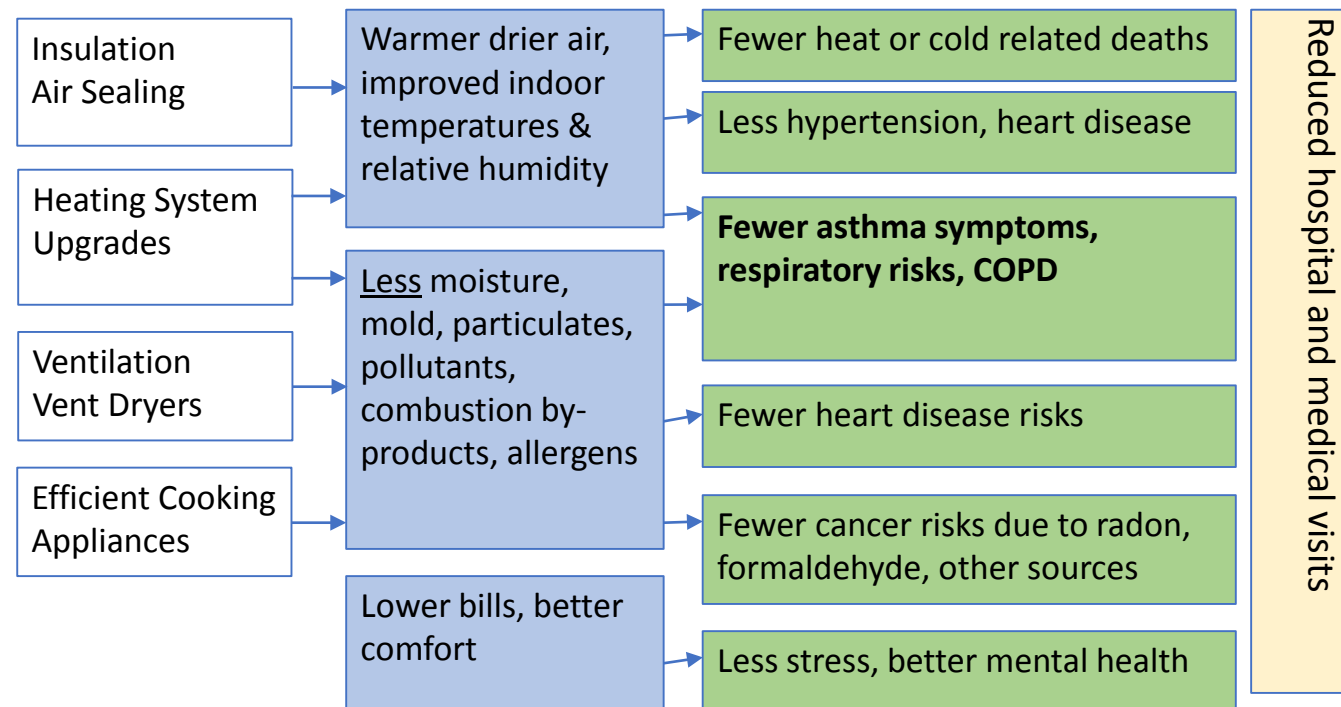 Insulation
Air Sealing
Heating System
Upgrades
Ventilation
Vent Dryers
Efficient Cooking
Appliances
Warmer drier air,
improved indoor
temperatures &
relative humidity
Less moisture,
mold, particulates,
pollutants,
combustion by-
products, allergens
Lower bills, better
comfort
Fewer heat or cold related deaths
Less hypertension, heart disease
Fewer asthma symptoms,
respiratory risks, COPD
Fewer heart disease risks
Fewer cancer risks due to radon,
formaldehyde, other sources
Less stress, better mental health
Reduced hospital and medical visits